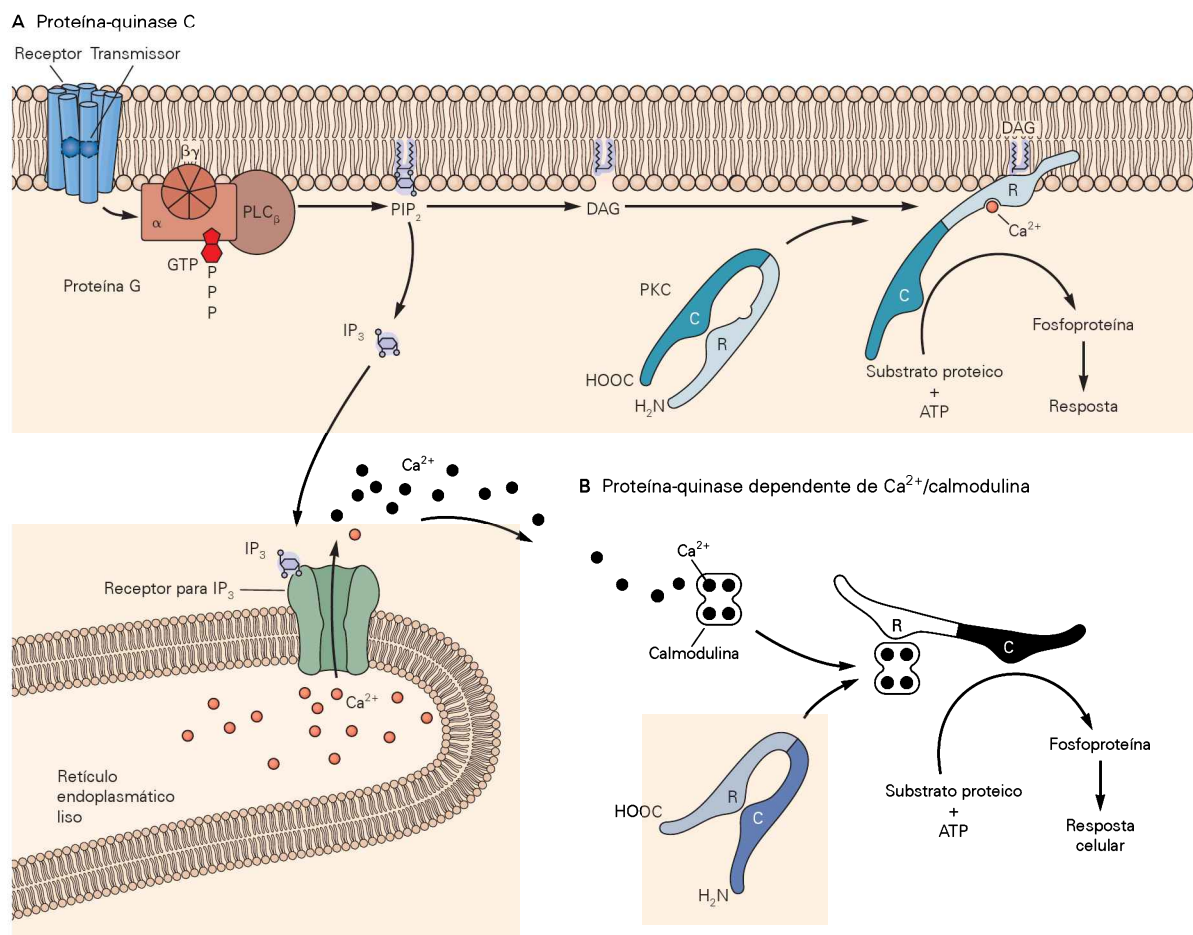 A Proteína-quinase C
Receptor Transmissor
βγ
α
PLCβ
GTP
P
P
P
Proteína G
PIP₂
DAG
DAG
R
Ca²⁺
C
PKC
C
R
HOOC
H₂N
Substrato proteico
+
ATP
Fosfoproteína
Resposta
IP₃
Ca²⁺
IP₃
Receptor para IP₃
Ca²⁺
Retículo
endoplasmático
liso
B Proteína-quinase dependente de Ca²⁺/calmodulina
Ca²⁺
Calmodulina
R
C
HOOC
R
C
H₂N
Substrato proteico
+
ATP
Fosfoproteína
Resposta
celular